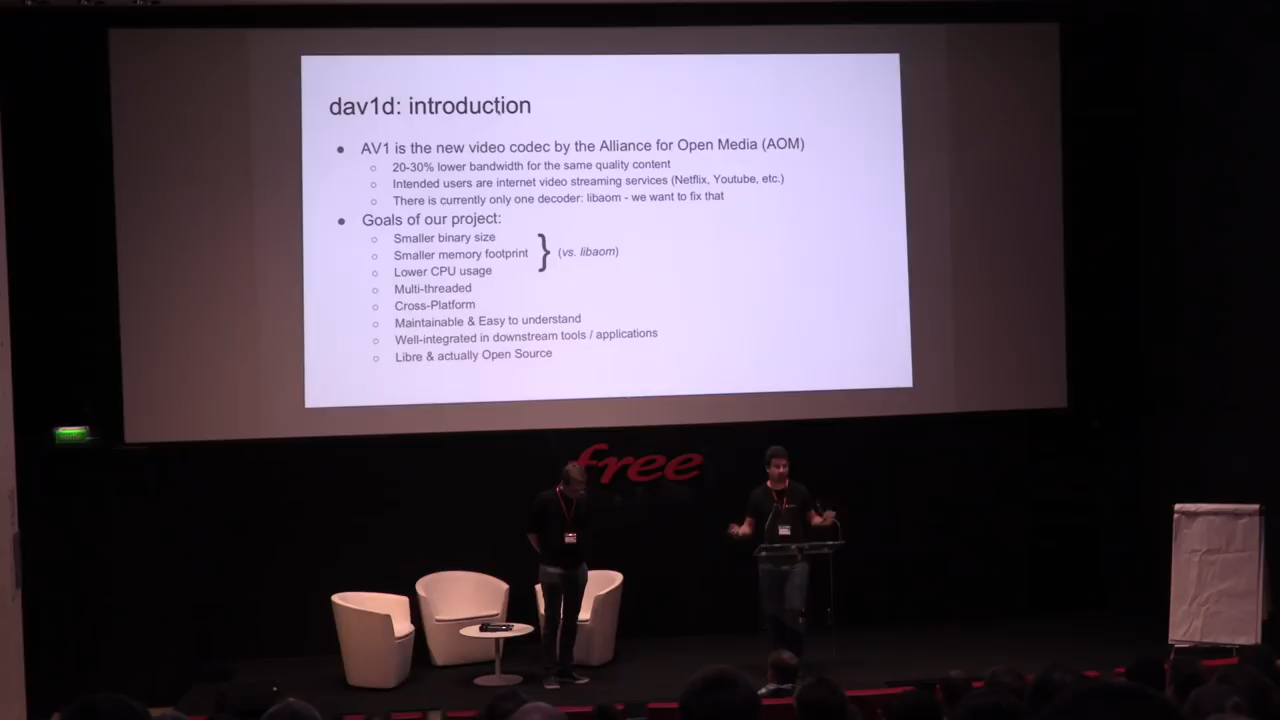 dav1d: introduction
● AV1 is the new video codec by the Alliance for Open Media (AOM)
○ 20-30% lower bandwidth for the same quality content
○ Intended users are internet video streaming services (Netflix, Youtube, etc.)
○ There is currently only one decoder: libaom - we want to fix that
● Goals of our project:
○ Smaller binary size
○ Smaller memory footprint } (vs. libaom)
○ Lower CPU usage
○ Multi-threaded
○ Cross-Platform
○ Maintainable & Easy to understand
○ Well-integrated in downstream tools / applications
○ Libre & actually Open Source
free